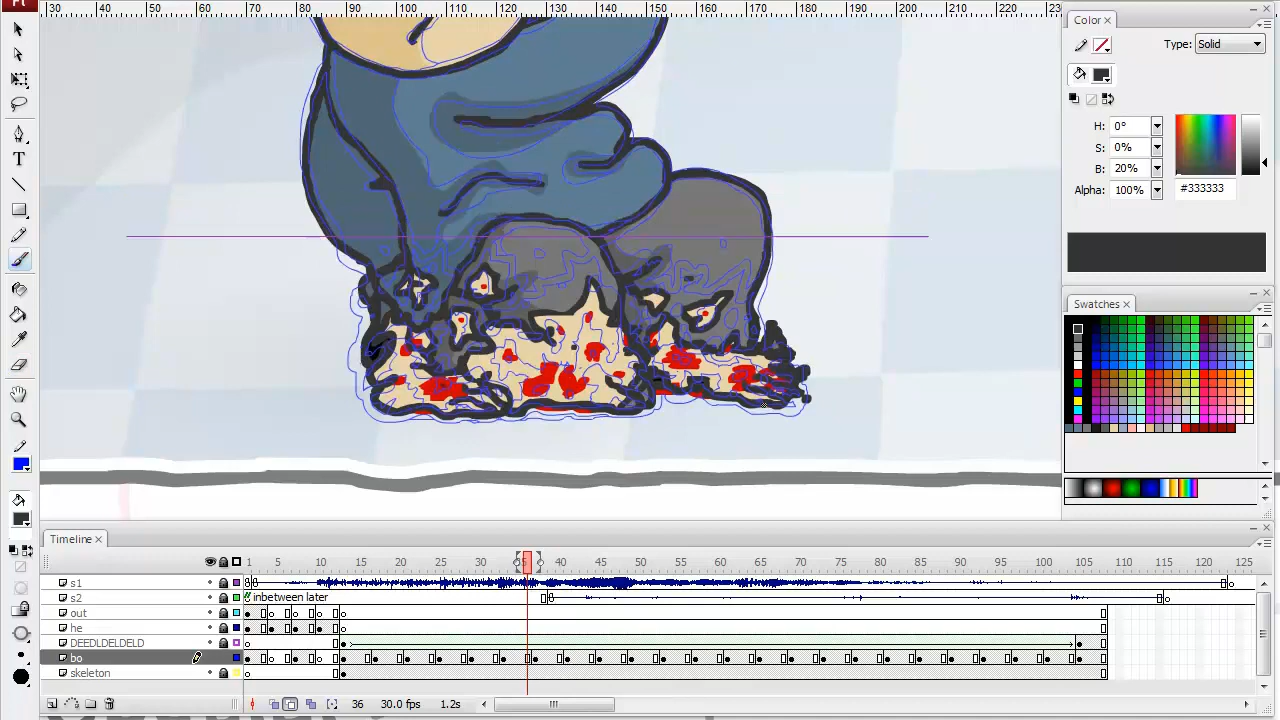 30 40 50 60 70 80 90 100 110 120 130 140 150 160 170 180 190 200 210 220 23
Color ×
Type: Solid
H: 0°
S: 0%
B: 20%
Alpha: 100% #333333
Swatches ×
Timeline ×
1 5 10 15 20 25 30 35 40 45 50 55 60 65 70 75 80 85 90 95 100 105 110 115 120 125
s1
s2 inbetween later
out
he
DEEDLDELDELD
bo
skeleton
36 30.0 fps 1.2s